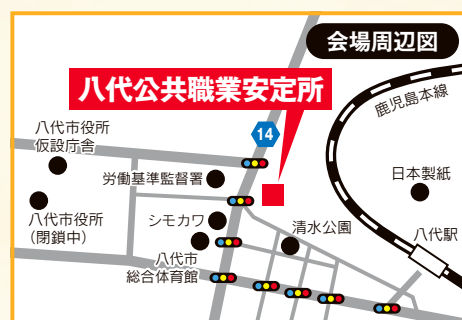 会場周辺図
八代公共職業安定所
鹿児島本線
14
八代市役所
仮設庁舎
労働基準監督署
日本製紙
八代市役所
(閉鎖中)
シモカワ
清水公園
八代駅
八代市
総合体育館